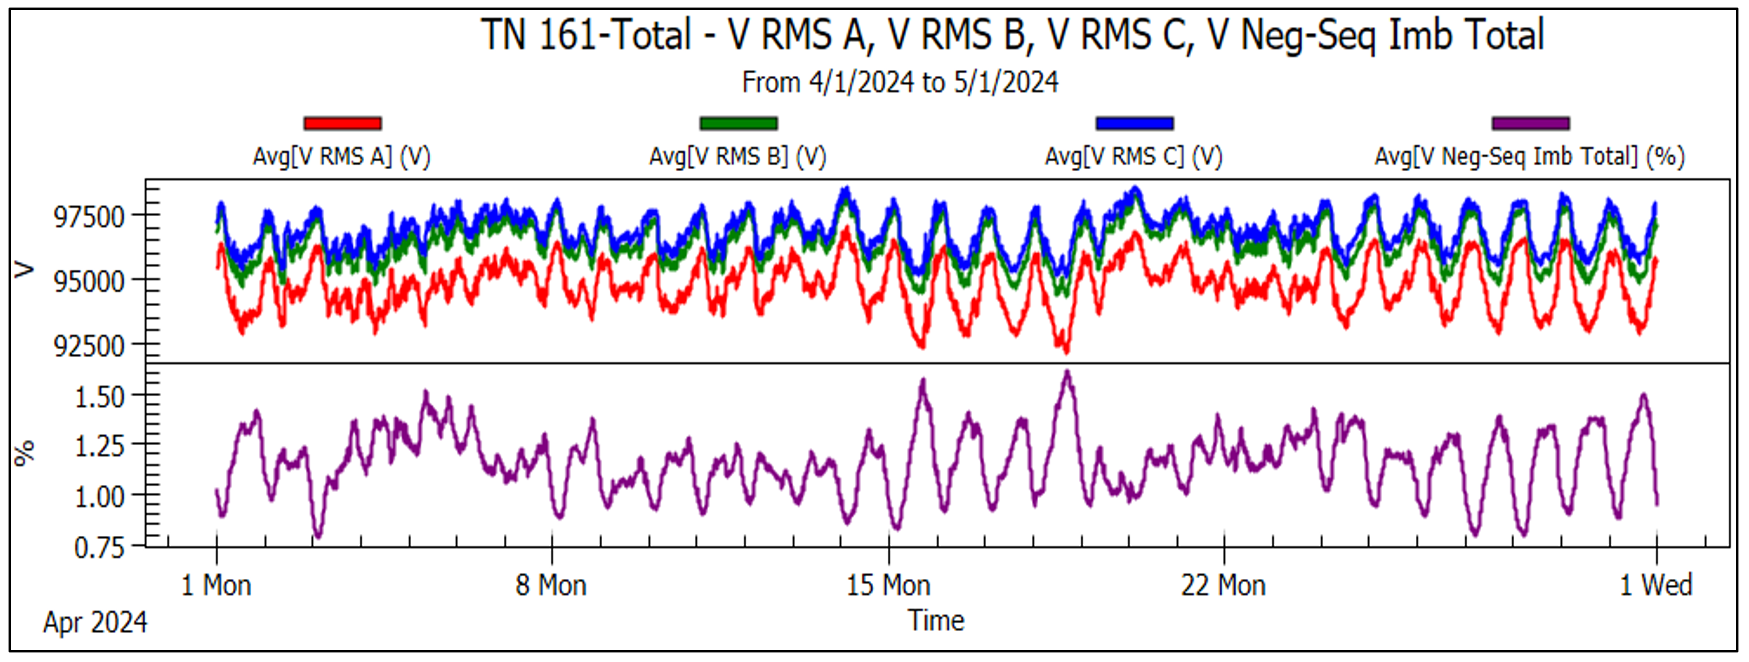 TN 161-Total - V RMS A, V RMS B, V RMS C, V Neg-Seq Imb Total
From 4/1/2024 to 5/1/2024
Avg[V RMS A] (V) Avg[V RMS B] (V) Avg[V RMS C] (V) Avg[V Neg-Seq Imb Total] (%)
97500
V
95000
92500
1.50
1.25
%
1.00
0.75
1 Mon 8 Mon 15 Mon 22 Mon 1 Wed
Apr 2024 Time